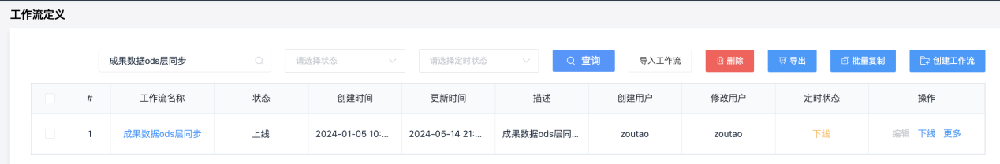 工作流定义
成果数据ods层同步 请选择状态 请选择定时状态 查询 导入工作流 删除 导出 批量复制 创建工作流
# 工作流名称 状态 创建时间 更新时间 描述 创建用户 修改用户 定时状态 操作
1 成果数据ods层同步 上线 2024-01-05 10:... 2024-05-14 21:... 成果数据ods层同... zoutao zoutao 下线 编辑 下线 更多